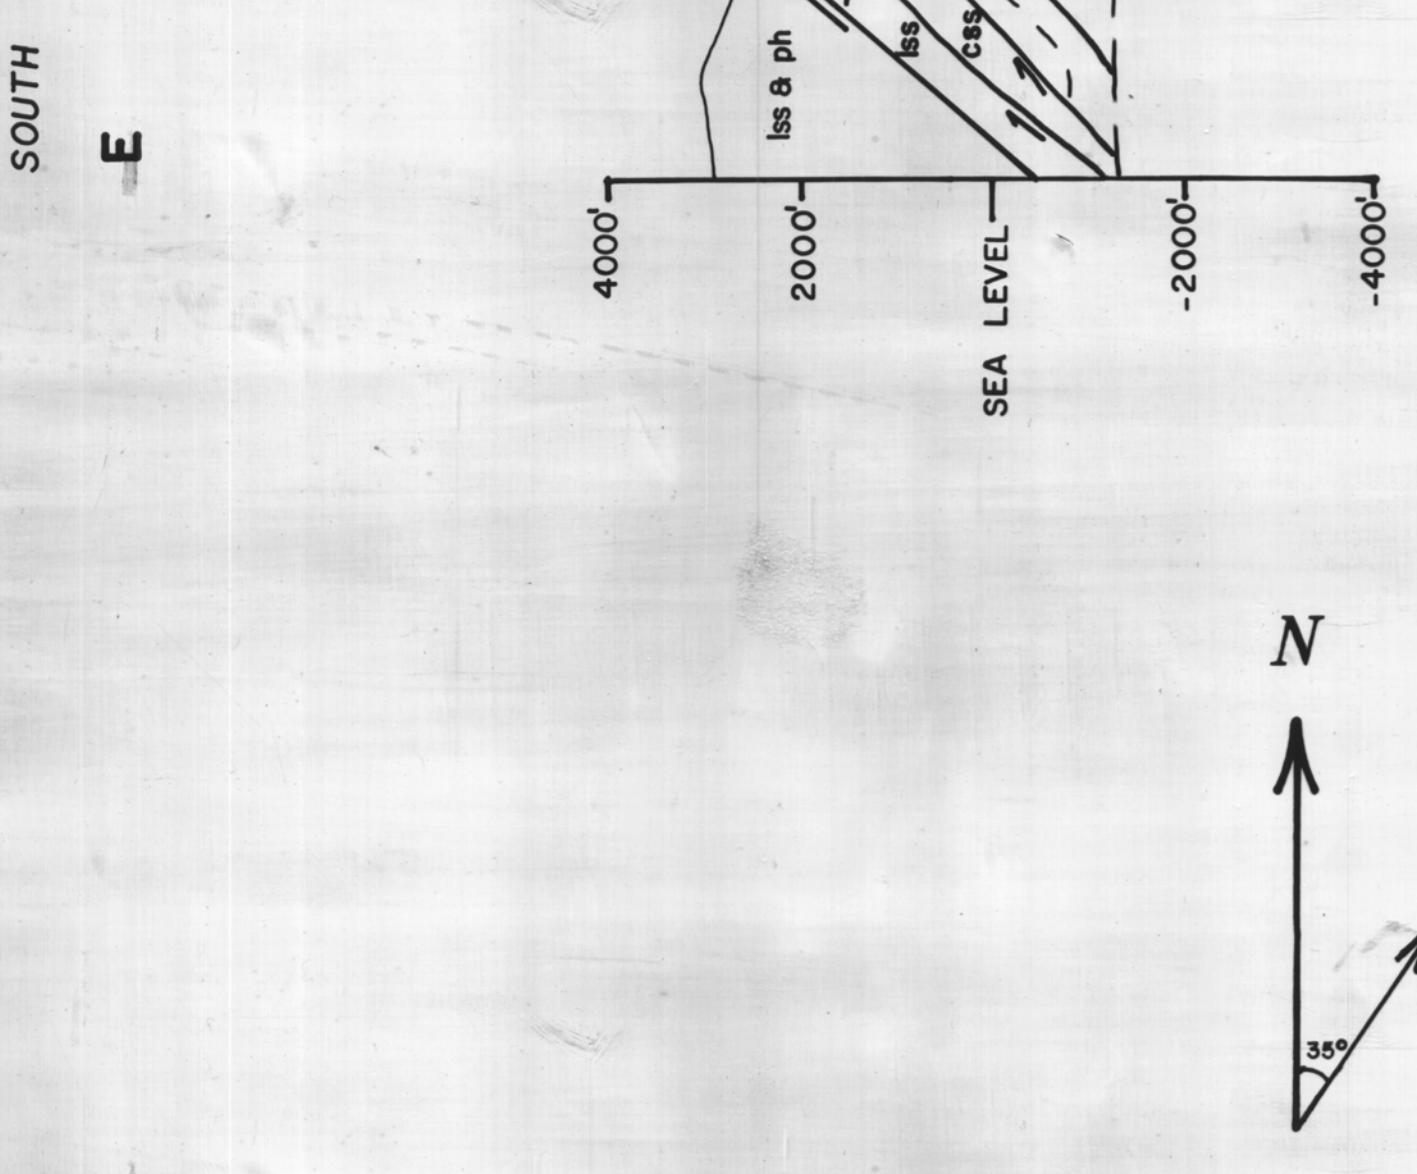 SOUTH
E
lss & ph
lss
css
4000'
2000'
SEA LEVEL
-2000'
-4000'
N
35°